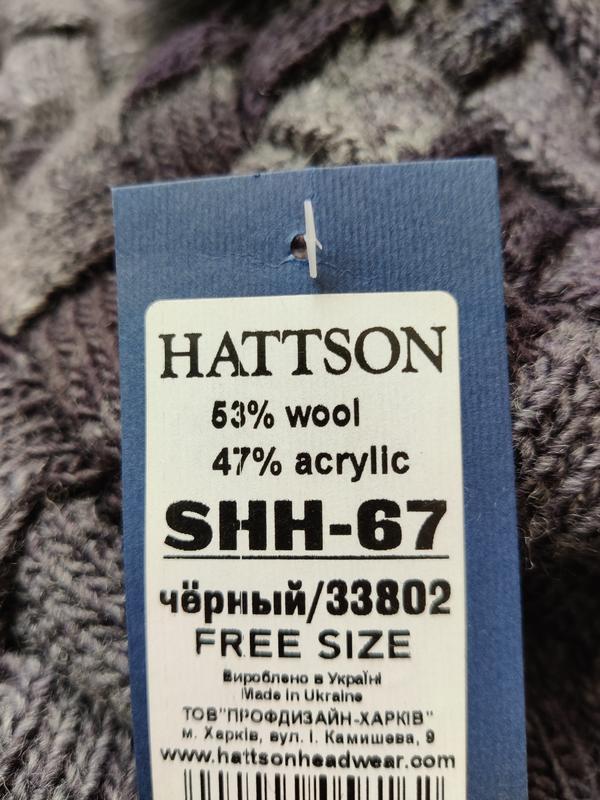 HATTSON
53% wool
47% acrylic
SHH-67
чёрный/33802
FREE SIZE
Вироблено в Україні
Made in Ukraine
ТОВ"ПРОФДИЗАЙН-ХАРКІВ"
м. Харків, вул. І. Камишева, 9
www.hattsonheadwear.com